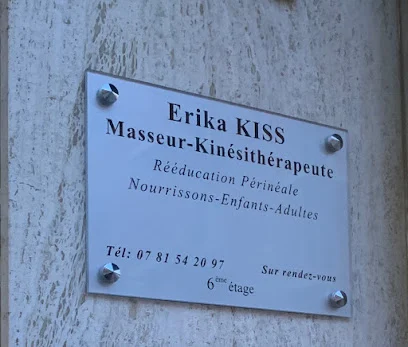 Erika KISS
Masseur-Kinésithérapeute
Rééducation Périnéale
Nourrissons-Enfants-Adultes
Tél: 07 81 54 20 97 Sur rendez-vous
6ème étage